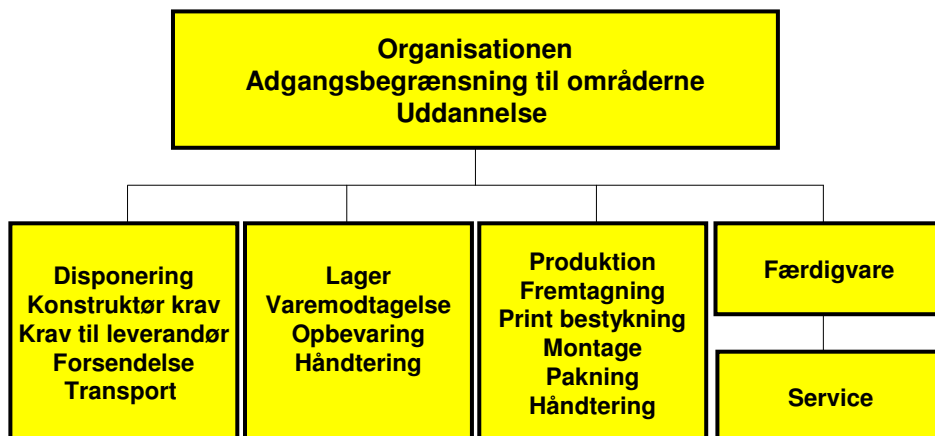 Organisationen
Adgangsbegrænsning til områderne
Uddannelse
Disponering
Konstruktør krav
Krav til leverandør
Forsendelse
Transport
Lager
Varemodtagelse
Opbevaring
Håndtering
Produktion
Fremtagning
Print bestykning
Montage
Pakning
Håndtering
Færdigvare
Service